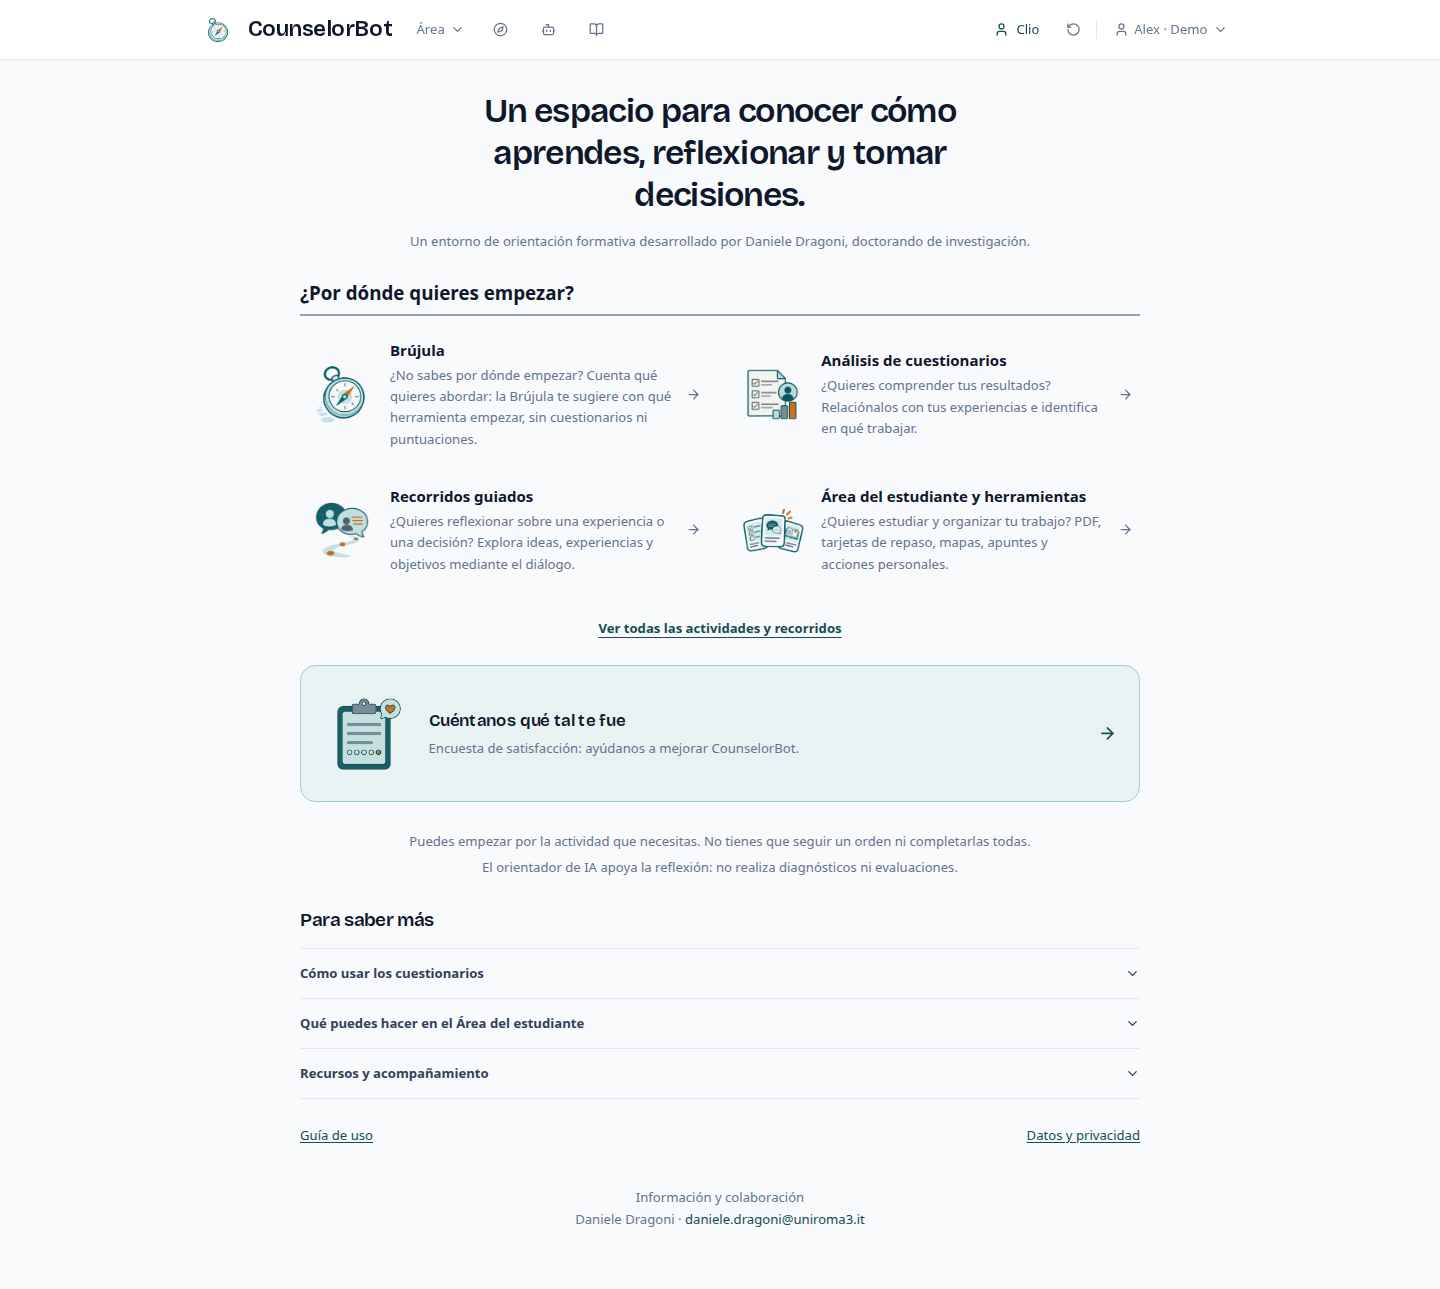 CounselorBot
Área
Clio
Alex · Demo
Un espacio para conocer cómo
aprendes, reflexionar y tomar
decisiones.
Un entorno de orientación formativa desarrollado por Daniele Dragoni, doctorando de investigación.
¿Por dónde quieres empezar?
Brújula
¿No sabes por dónde empezar? Cuenta qué
quieres abordar: la Brújula te sugiere con qué
herramienta empezar, sin cuestionarios ni
puntuaciones.
Análisis de cuestionarios
¿Quieres comprender tus resultados?
Relaciónalos con tus experiencias e identifica
en qué trabajar.
Recorridos guiados
¿Quieres reflexionar sobre una experiencia o
una decisión? Explora ideas, experiencias y
objetivos mediante el diálogo.
Área del estudiante y herramientas
¿Quieres estudiar y organizar tu trabajo? PDF,
tarjetas de repaso, mapas, apuntes y
acciones personales.
Ver todas las actividades y recorridos
Cuéntanos qué tal te fue
Encuesta de satisfacción: ayúdanos a mejorar CounselorBot.
Puedes empezar por la actividad que necesitas. No tienes que seguir un orden ni completarlas todas.
El orientador de IA apoya la reflexión: no realiza diagnósticos ni evaluaciones.
Para saber más
Cómo usar los cuestionarios
Qué puedes hacer en el Área del estudiante
Recursos y acompañamiento
Guía de uso
Datos y privacidad
Información y colaboración
Daniele Dragoni · daniele.dragoni@uniroma3.it